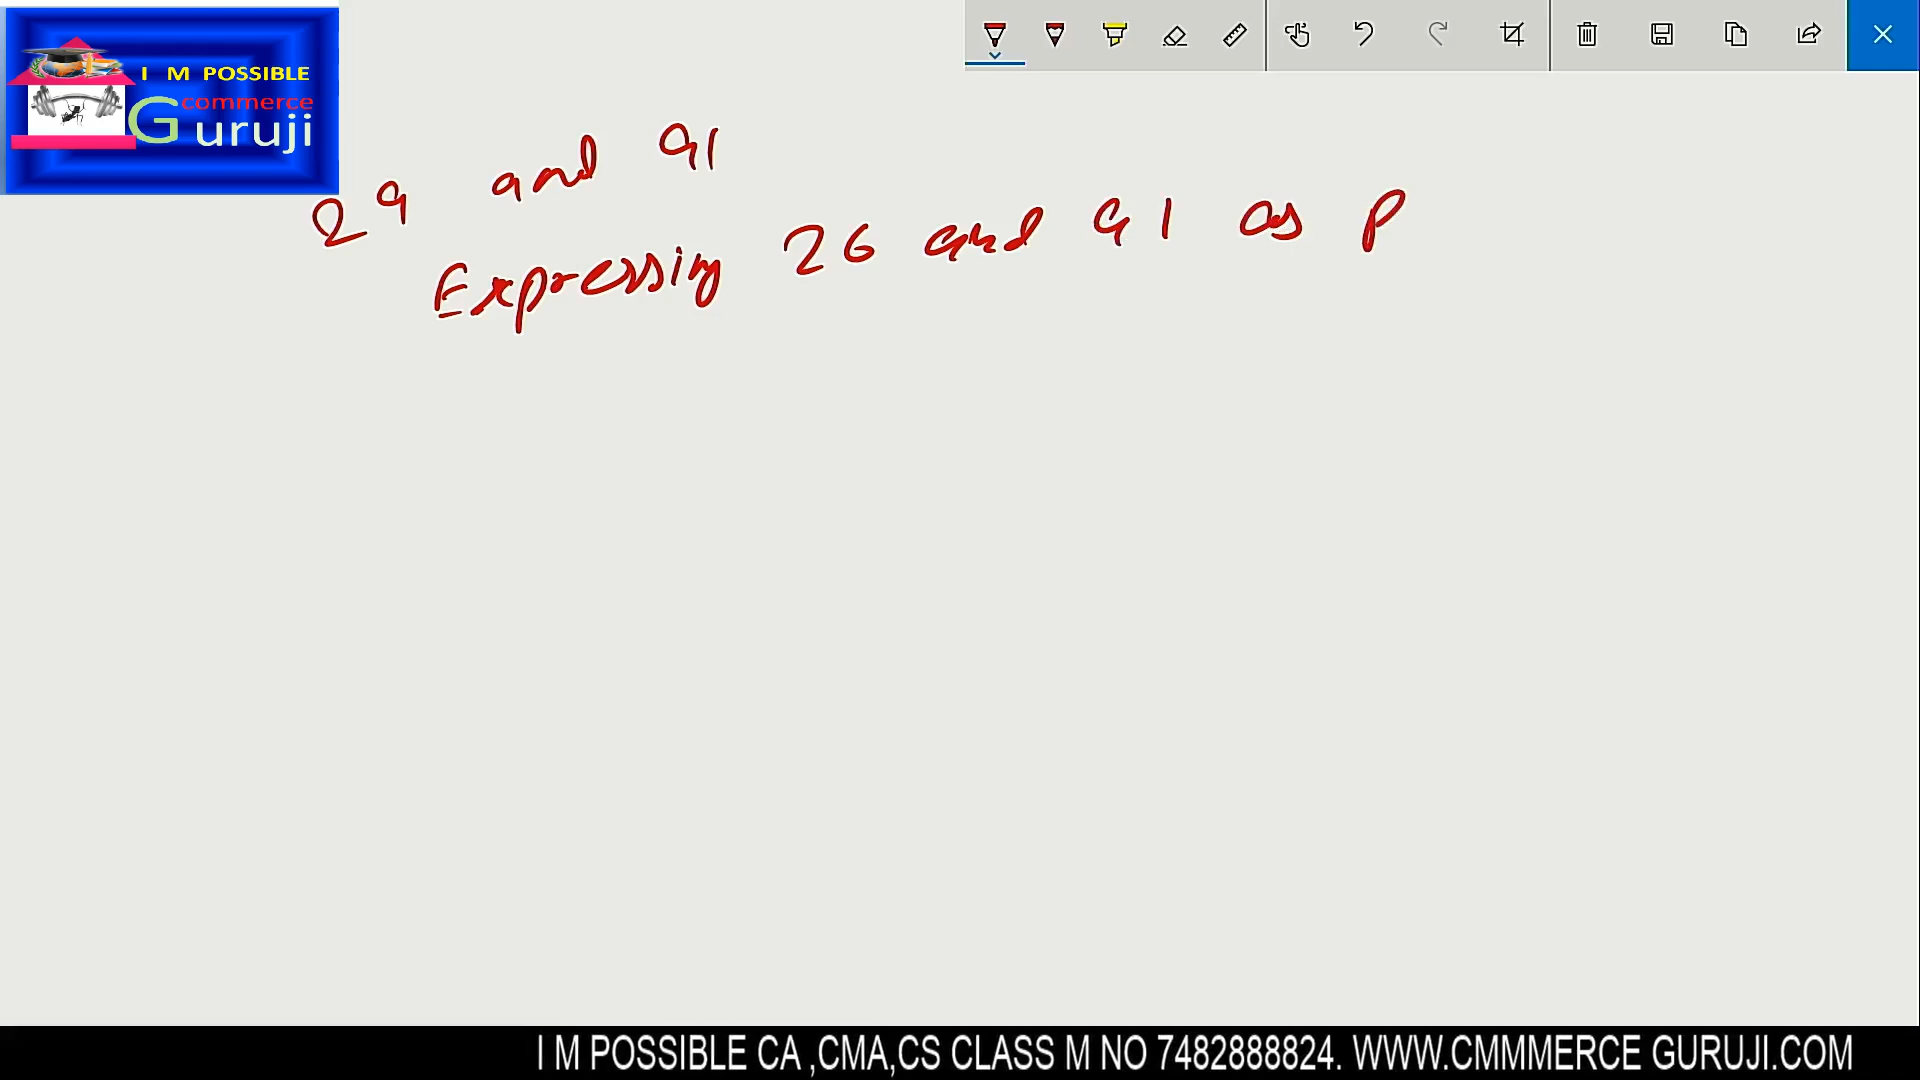 I M POSSIBLE
commerce
Guruji
29 and 91
Expressing 26 and 91 as P
I M POSSIBLE CA ,CMA,CS CLASS M NO 7482888824. WWW.CMMMERCE GURUJI.COM